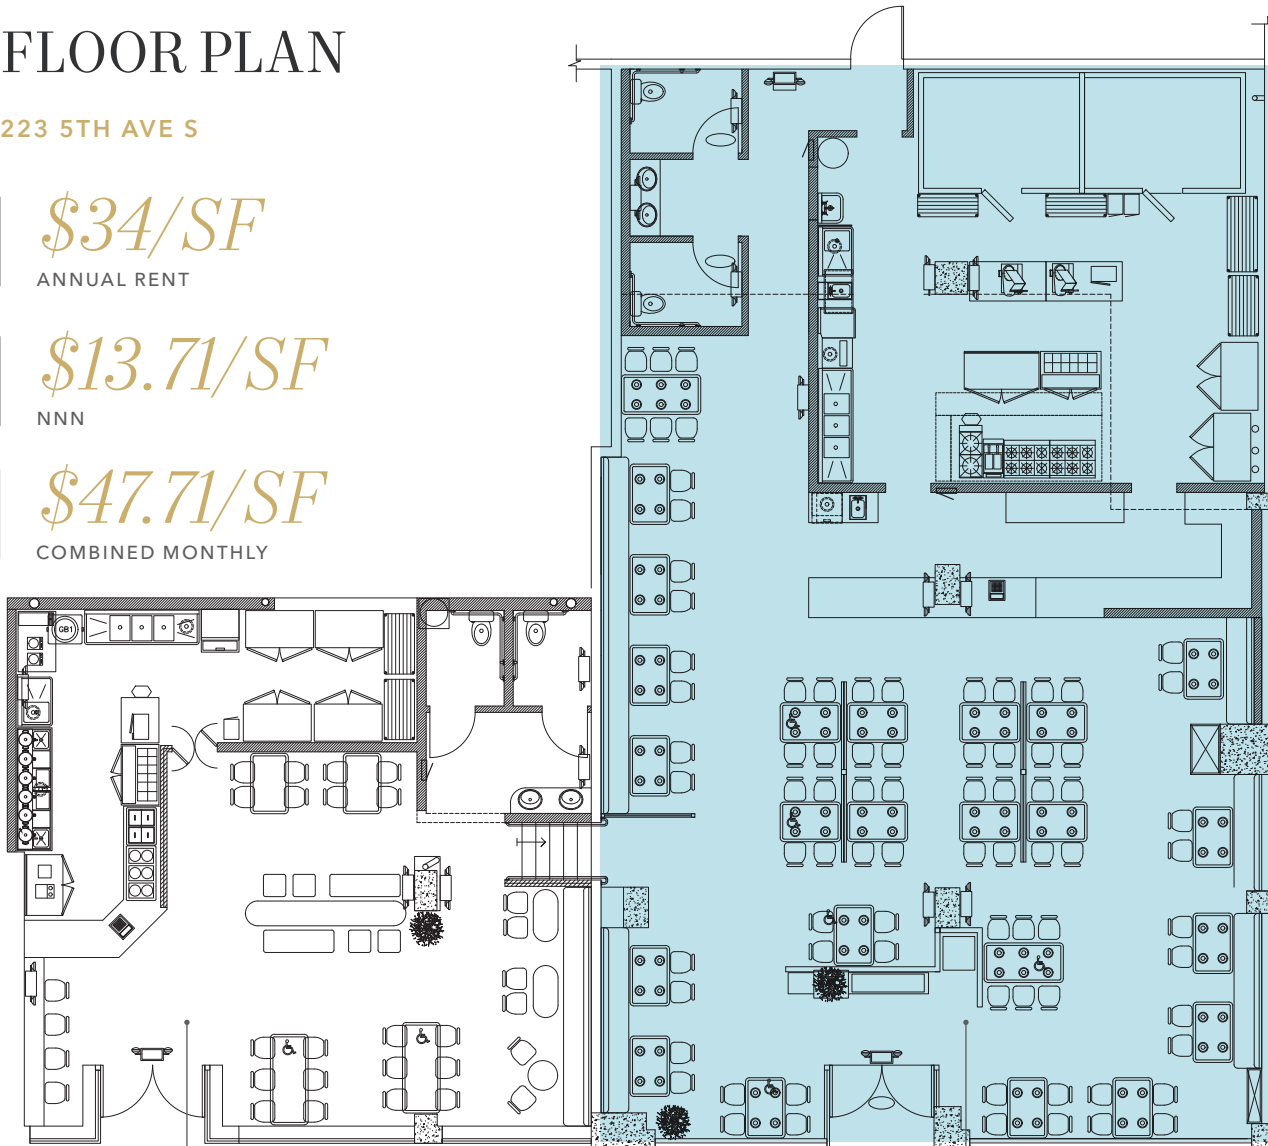 FLOOR PLAN
223 5TH AVE S
$34/SF
ANNUAL RENT
$13.71/SF
NNN
$47.71/SF
COMBINED MONTHLY
GB1